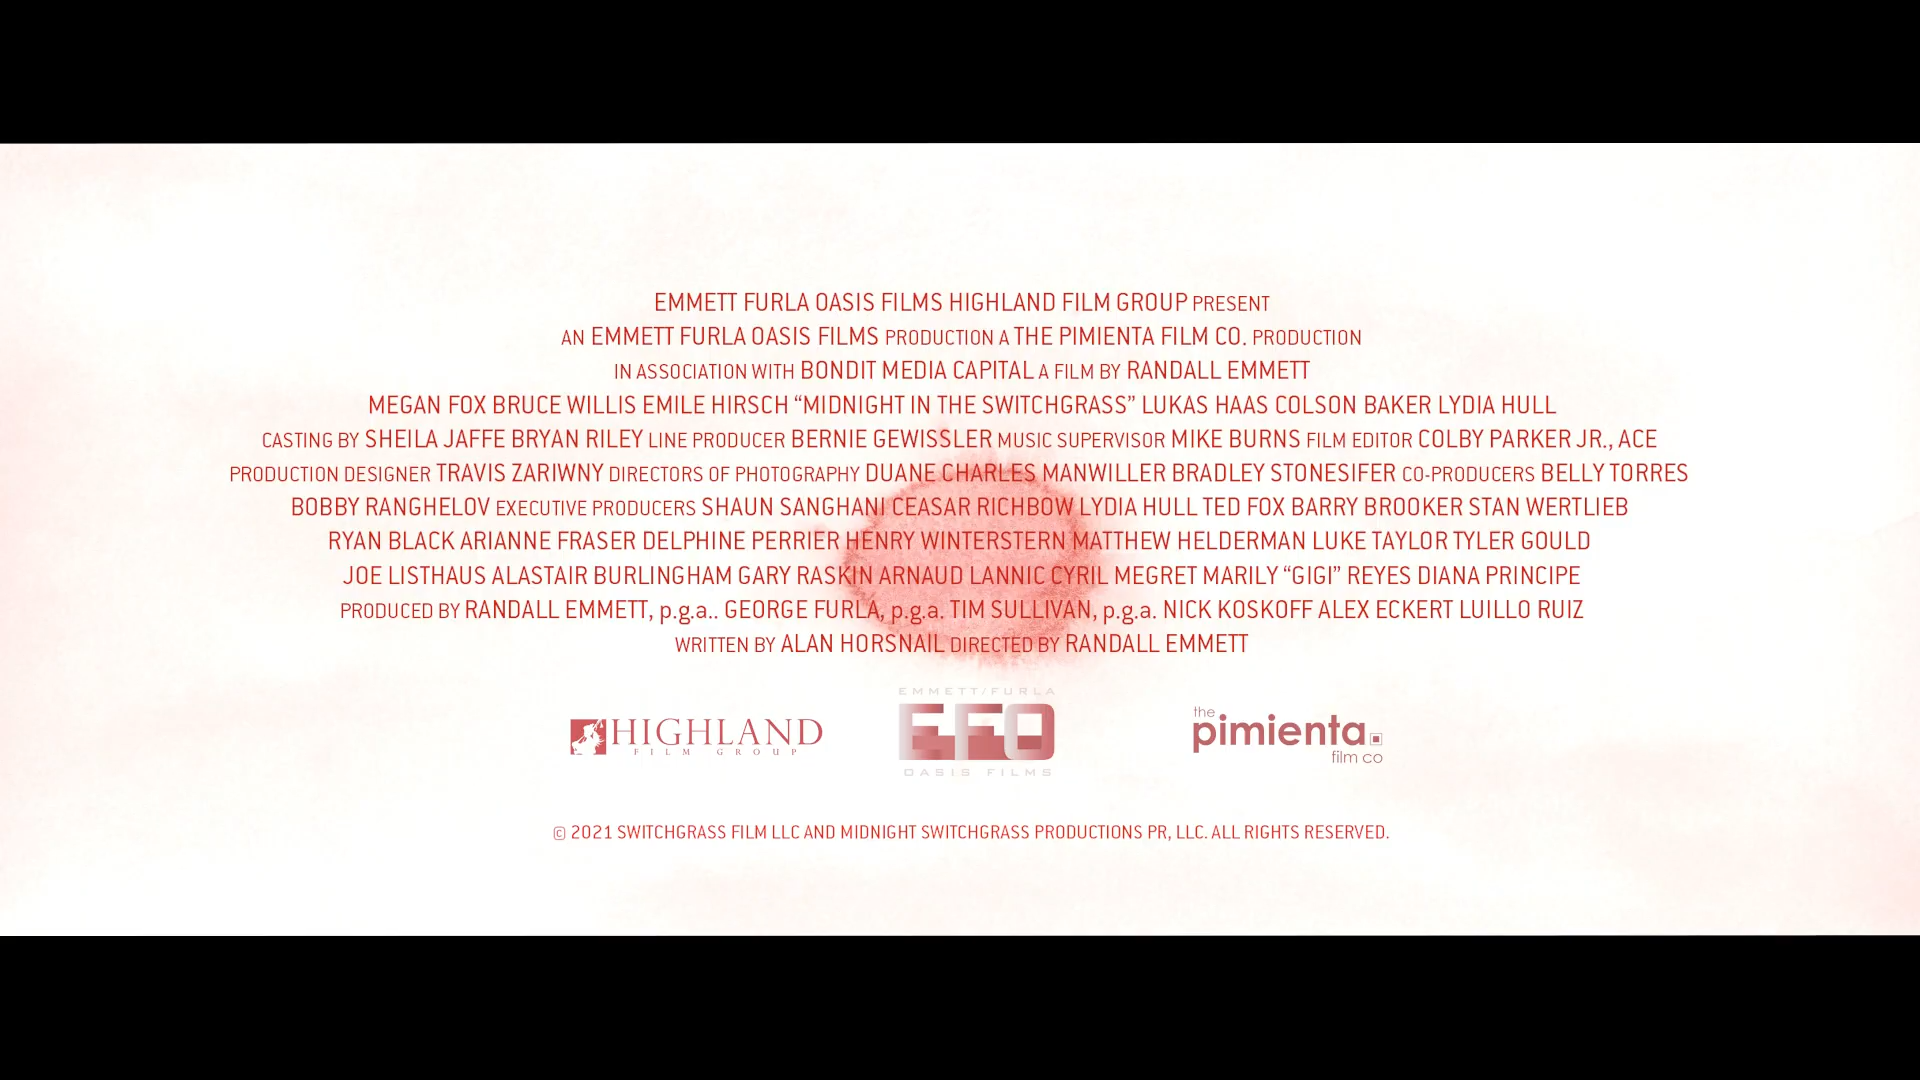 EMMETT FURLA OASIS FILMS HIGHLAND FILM GROUP PRESENT
AN EMMETT FURLA OASIS FILMS PRODUCTION A THE PIMIENTA FILM CO. PRODUCTION
IN ASSOCIATION WITH BONDIT MEDIA CAPITAL A FILM BY RANDALL EMMETT
MEGAN FOX BRUCE WILLIS EMILE HIRSCH “MIDNIGHT IN THE SWITCHGRASS” LUKAS HAAS COLSON BAKER LYDIA HULL
CASTING BY SHEILA JAFFE BRYAN RILEY LINE PRODUCER BERNIE GEWISSLER MUSIC SUPERVISOR MIKE BURNS FILM EDITOR COLBY PARKER JR., ACE
PRODUCTION DESIGNER TRAVIS ZARIWNY DIRECTORS OF PHOTOGRAPHY DUANE CHARLES MANWILLER BRADLEY STONESIFER CO-PRODUCERS BELLY TORRES
BOBBY RANGHELOV EXECUTIVE PRODUCERS SHAUN SANGHANI CEASAR RICHBOW LYDIA HULL TED FOX BARRY BROOKER STAN WERTLIEB
RYAN BLACK ARIANNE FRASER DELPHINE PERRIER HENRY WINTERSTERN MATTHEW HELDERMAN LUKE TAYLOR TYLER GOULD
JOE LISTHAUS ALASTAIR BURLINGHAM GARY RASKIN ARNAUD LANNIC CYRIL MEGRET MARILY “GIGI” REYES DIANA PRINCIPE
PRODUCED BY RANDALL EMMETT, p.g.a.. GEORGE FURLA, p.g.a. TIM SULLIVAN, p.g.a. NICK KOSKOFF ALEX ECKERT LUILLO RUIZ
WRITTEN BY ALAN HORSNAIL DIRECTED BY RANDALL EMMETT
HIGHLAND
FILM GROUP
EMMETT/FURLA
EFO
OASIS FILMS
the
pimienta.
film co
© 2021 SWITCHGRASS FILM LLC AND MIDNIGHT SWITCHGRASS PRODUCTIONS PR, LLC. ALL RIGHTS RESERVED.